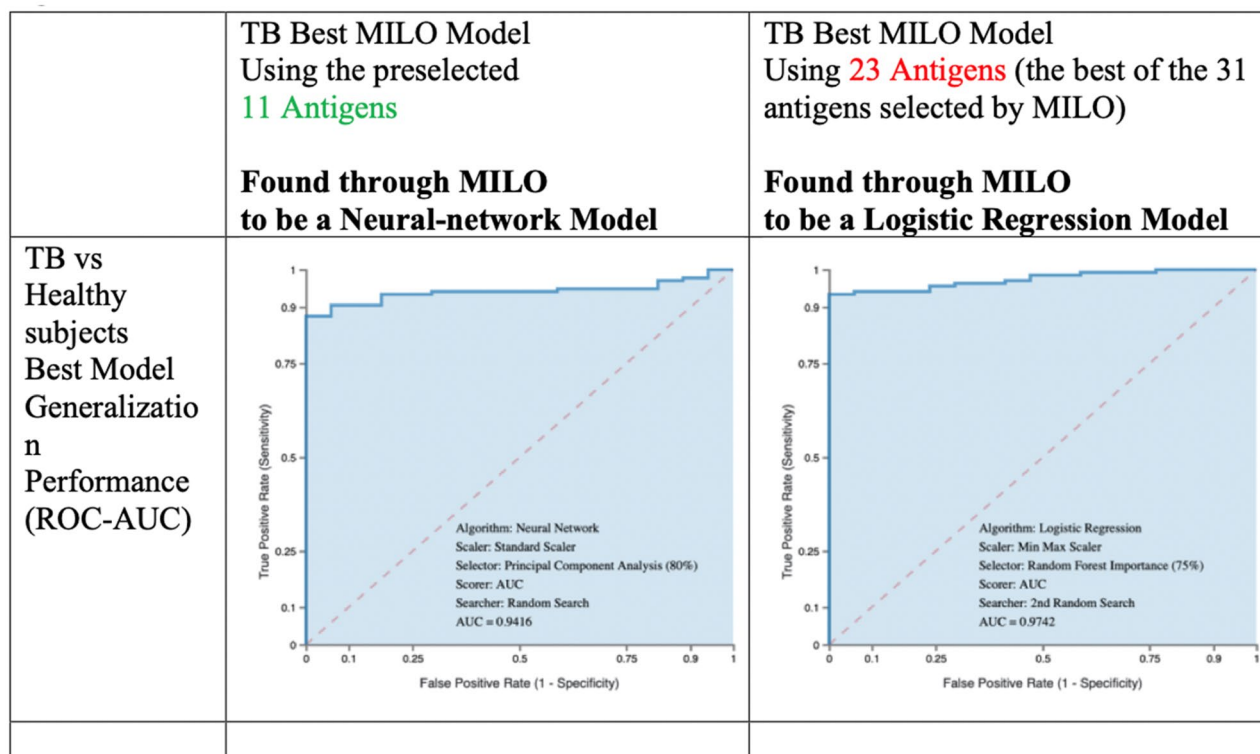 TB Best MILO Model
Using the preselected
11 Antigens
Found through MILO
to be a Neural-network Model
TB Best MILO Model
Using 23 Antigens (the best of the 31
antigens selected by MILO)
Found through MILO
to be a Logistic Regression Model
TB vs
Healthy
subjects
Best Model
Generalizatio
n
Performance
(ROC-AUC)
True Positive Rate (Sensitivity)
1
0.9
0.75
0.5
0.25
0.1
0
Algorithm: Neural Network
Scaler: Standard Scaler
Selector: Principal Component Analysis (80%)
Scorer: AUC
Searcher: Random Search
AUC = 0.9416
0 0.1 0.25 0.5 0.75 0.9 1
False Positive Rate (1 - Specificity)
True Positive Rate (Sensitivity)
1
0.9
0.75
0.5
0.25
0.1
0
Algorithm: Logistic Regression
Scaler: Min Max Scaler
Selector: Random Forest Importance (75%)
Scorer: AUC
Searcher: 2nd Random Search
AUC = 0.9742
0 0.1 0.25 0.5 0.75 0.9 1
False Positive Rate (1 - Specificity)